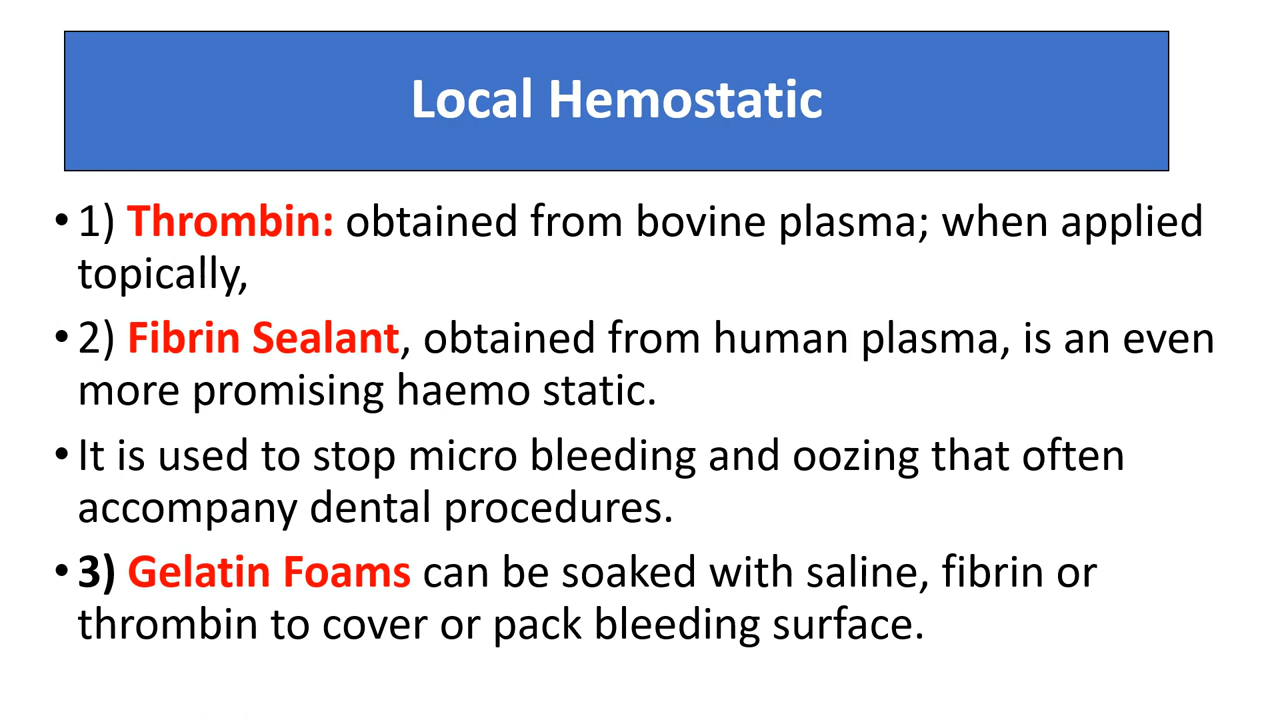 Local Hemostatic
• 1) Thrombin: obtained from bovine plasma; when applied
topically,
• 2) Fibrin Sealant, obtained from human plasma, is an even
more promising haemo static.
• It is used to stop micro bleeding and oozing that often
accompany dental procedures.
• 3) Gelatin Foams can be soaked with saline, fibrin or
thrombin to cover or pack bleeding surface.